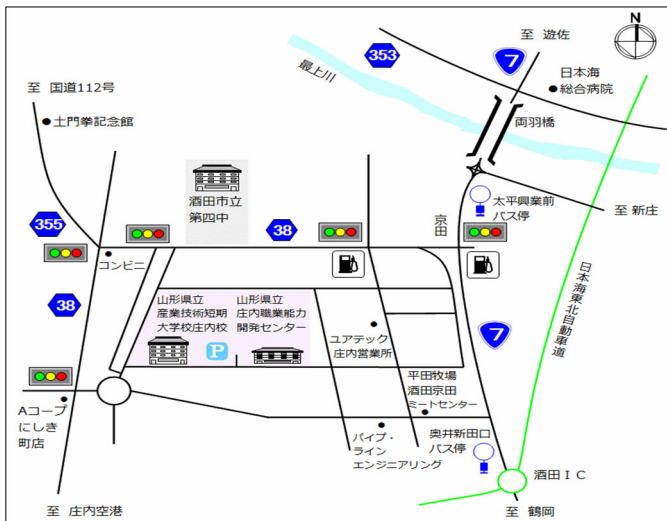 至 遊佐
N
353
7
至 国道112号
最上川
日本海
総合病院
土門拳記念館
両羽橋
酒田市立
第四中
太平興業前
バス停
至 新庄
京田
355
38
コンビニ
38
日本海東北自動車道
山形県立
産業技術短期
大学校庄内校
山形県立
庄内職業能力
開発センター
P
ユアテック
庄内営業所
7
平田牧場
酒田京田
ミートセンター
Aコープ
にしき
町店
パイプ・
ライン
エンジニアリング
奥井新田口
バス停
酒田IC
至 庄内空港
至 鶴岡